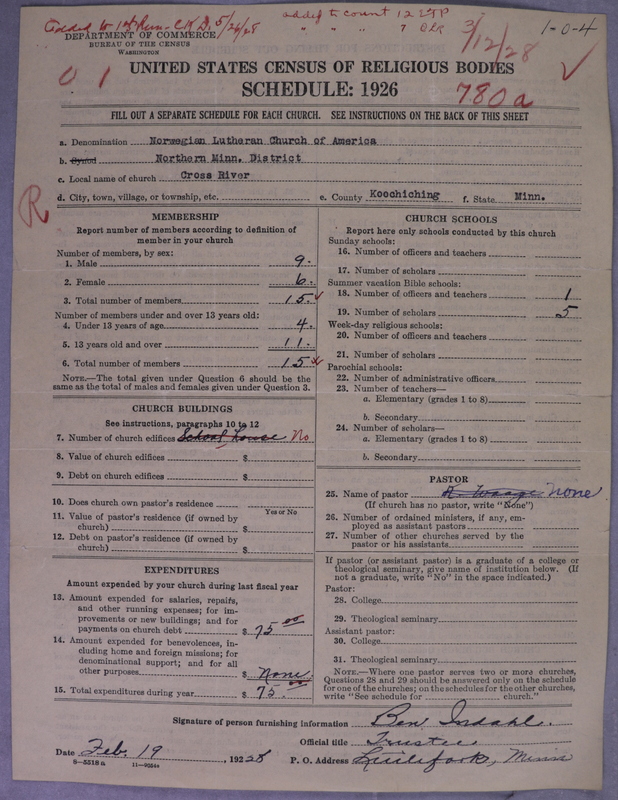 Coded W 1st Run - C.K.D. 5/26/28
added to count 12 ETP
" " " 7 CLK
3/12/28
1-0-4
DEPARTMENT OF COMMERCE
BUREAU OF THE CENSUS
WASHINGTON
0 1
UNITED STATES CENSUS OF RELIGIOUS BODIES
SCHEDULE: 1926
780a
FILL OUT A SEPARATE SCHEDULE FOR EACH CHURCH. SEE INSTRUCTIONS ON THE BACK OF THIS SHEET
a. Denomination Norwegian Lutheran Church of America
b. Synod Northern Minn. District
c. Local name of church Cross River
d. City, town, village, or township, etc. e. County Koochiching f. State Minn.
R
MEMBERSHIP
Report number of members according to definition of
member in your church
Number of members, by sex:
1. Male 9.
2. Female 6.
3. Total number of members 15
Number of members under and over 13 years old:
4. Under 13 years of age 4.
5. 13 years old and over 11.
6. Total number of members 15
NOTE.—The total given under Question 6 should be the
same as the total of males and females given under Question 3.
CHURCH BUILDINGS
See instructions, paragraphs 10 to 12
7. Number of church edifices School House No
8. Value of church edifices $
9. Debt on church edifices $
10. Does church own pastor's residence
Yes or No
11. Value of pastor's residence (if owned by
church) $
12. Debt on pastor's residence (if owned by
church) $
EXPENDITURES
Amount expended by your church during last fiscal year
13. Amount expended for salaries, repairs,
and other running expenses; for im-
provements or new buildings; and for
payments on church debt $ 75 00
14. Amount expended for benevolences, in-
cluding home and foreign missions; for
denominational support; and for all
other purposes $ None
15. Total expenditures during year $ 75. 00
CHURCH SCHOOLS
Report here only schools conducted by this church
Sunday schools:
16. Number of officers and teachers
17. Number of scholars
Summer vacation Bible schools:
18. Number of officers and teachers 1
19. Number of scholars 5
Week-day religious schools:
20. Number of officers and teachers
21. Number of scholars
Parochial schools:
22. Number of administrative officers
23. Number of teachers—
a. Elementary (grades 1 to 8)
b. Secondary
24. Number of scholars—
a. Elementary (grades 1 to 8)
b. Secondary
PASTOR
25. Name of pastor K. Waage None
(If church has no pastor, write "None")
26. Number of ordained ministers, if any, em-
ployed as assistant pastors
27. Number of other churches served by the
pastor or his assistants
If pastor (or assistant pastor) is a graduate of a college or
theological seminary, give name of institution below. (If
not a graduate, write "No" in the space indicated.)
Pastor:
28. College
29. Theological seminary
Assistant pastor:
30. College
31. Theological seminary
NOTE.—Where one pastor serves two or more churches,
Questions 28 and 29 should be answered only on the schedule
for one of the churches; on the schedules for the other churches,
write "See schedule for church."
Signature of person furnishing information Ben Indahl.
Official title Trustee
Date Feb. 19, 1928 P. O. Address Minn
8-5518a 11-9554a